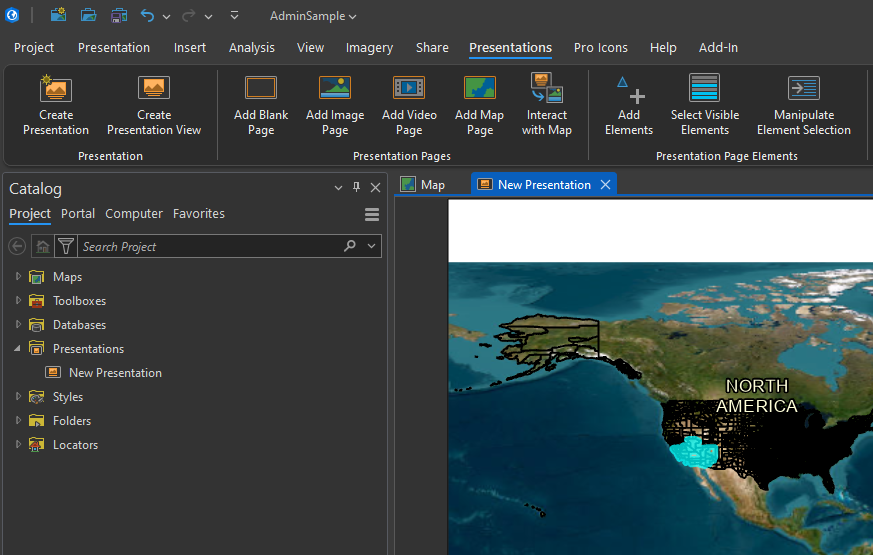 AdminSample
Project Presentation Insert Analysis View Imagery Share Presentations Pro Icons Help Add-In
Create Presentation
Create Presentation View
Add Blank Page
Add Image Page
Add Video Page
Add Map Page
Interact with Map
Add Elements
Select Visible Elements
Manipulate Element Selection
Presentation
Presentation Pages
Presentation Page Elements
Catalog
Project Portal Computer Favorites
Search Project
Maps
Toolboxes
Databases
Presentations
New Presentation
Styles
Folders
Locators
Map
New Presentation
NORTH
AMERICA